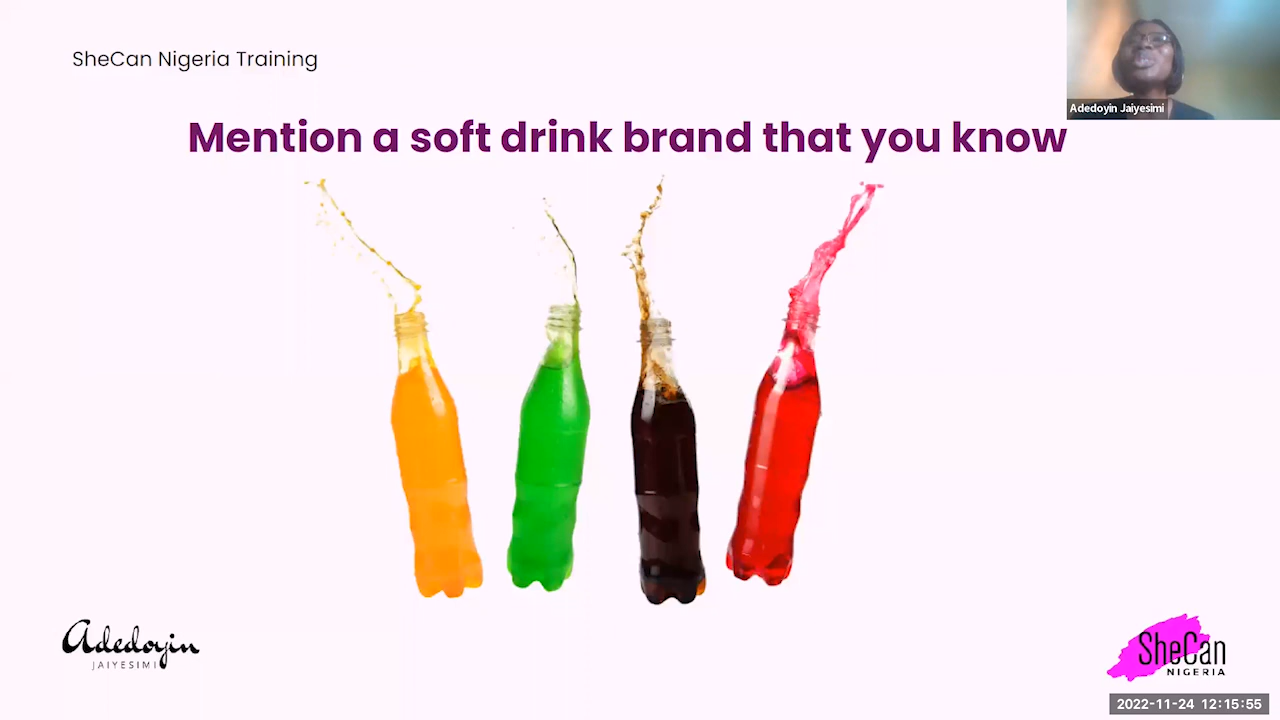 SheCan Nigeria Training
Adedoyin Jaiyesimi
Mention a soft drink brand that you know
Adedoyin
JAIYESIMI
SheCan
NIGERIA
2022-11-24 12:15:55